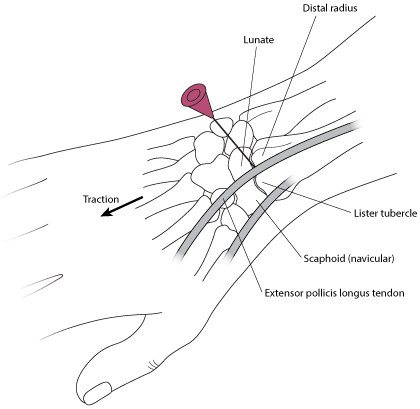 Distal radius
Lunate
Traction
Lister tubercle
Scaphoid (navicular)
Extensor pollicis longus tendon